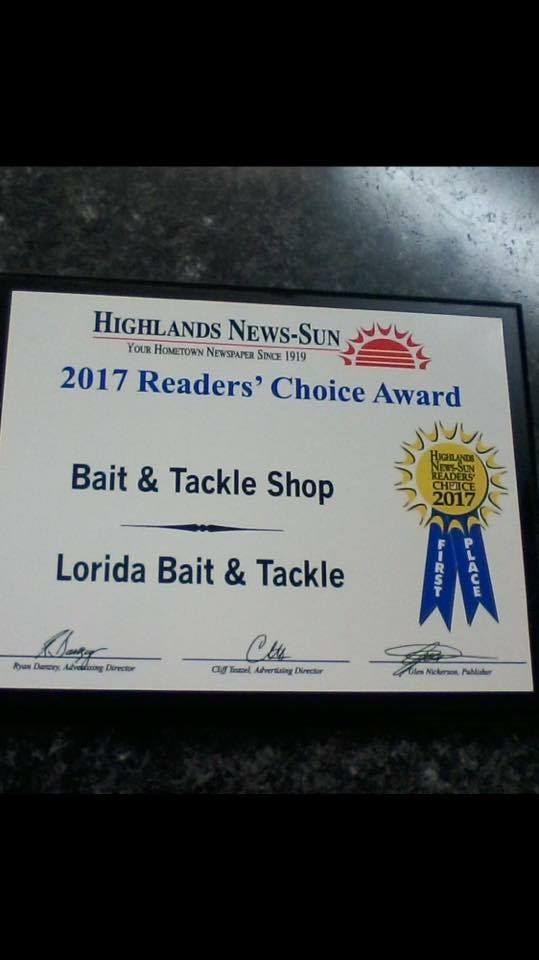 HIGHLANDS NEWS-SUN
YOUR HOMETOWN NEWSPAPER SINCE 1919
2017 Readers' Choice Award
Bait & Tackle Shop
Lorida Bait & Tackle
HIGHLANDS
NEWS-SUN
READERS'
CHOICE
2017
FIRST
PLACE
Ryan Danzey, Advertising Director
Cliff Yeazel, Advertising Director
Glen Nickerson, Publisher